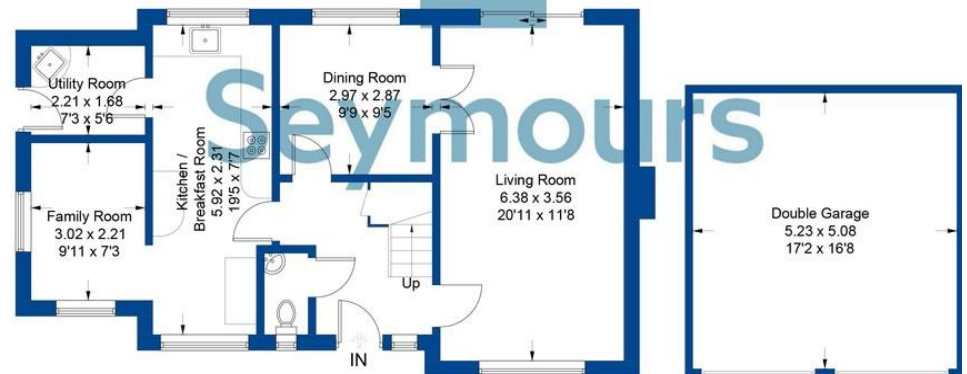 Utility Room
2.21 x 1.68
7'3 x 5'6
Dining Room
2.97 x 2.87
9'9 x 9'5
Seymours
Kitchen /
Breakfast Room
5.92 x 2.31
19'5 x 7'7
Living Room
6.38 x 3.56
20'11 x 11'8
Family Room
3.02 x 2.21
9'11 x 7'3
Double Garage
5.23 x 5.08
17'2 x 16'8
Up
IN